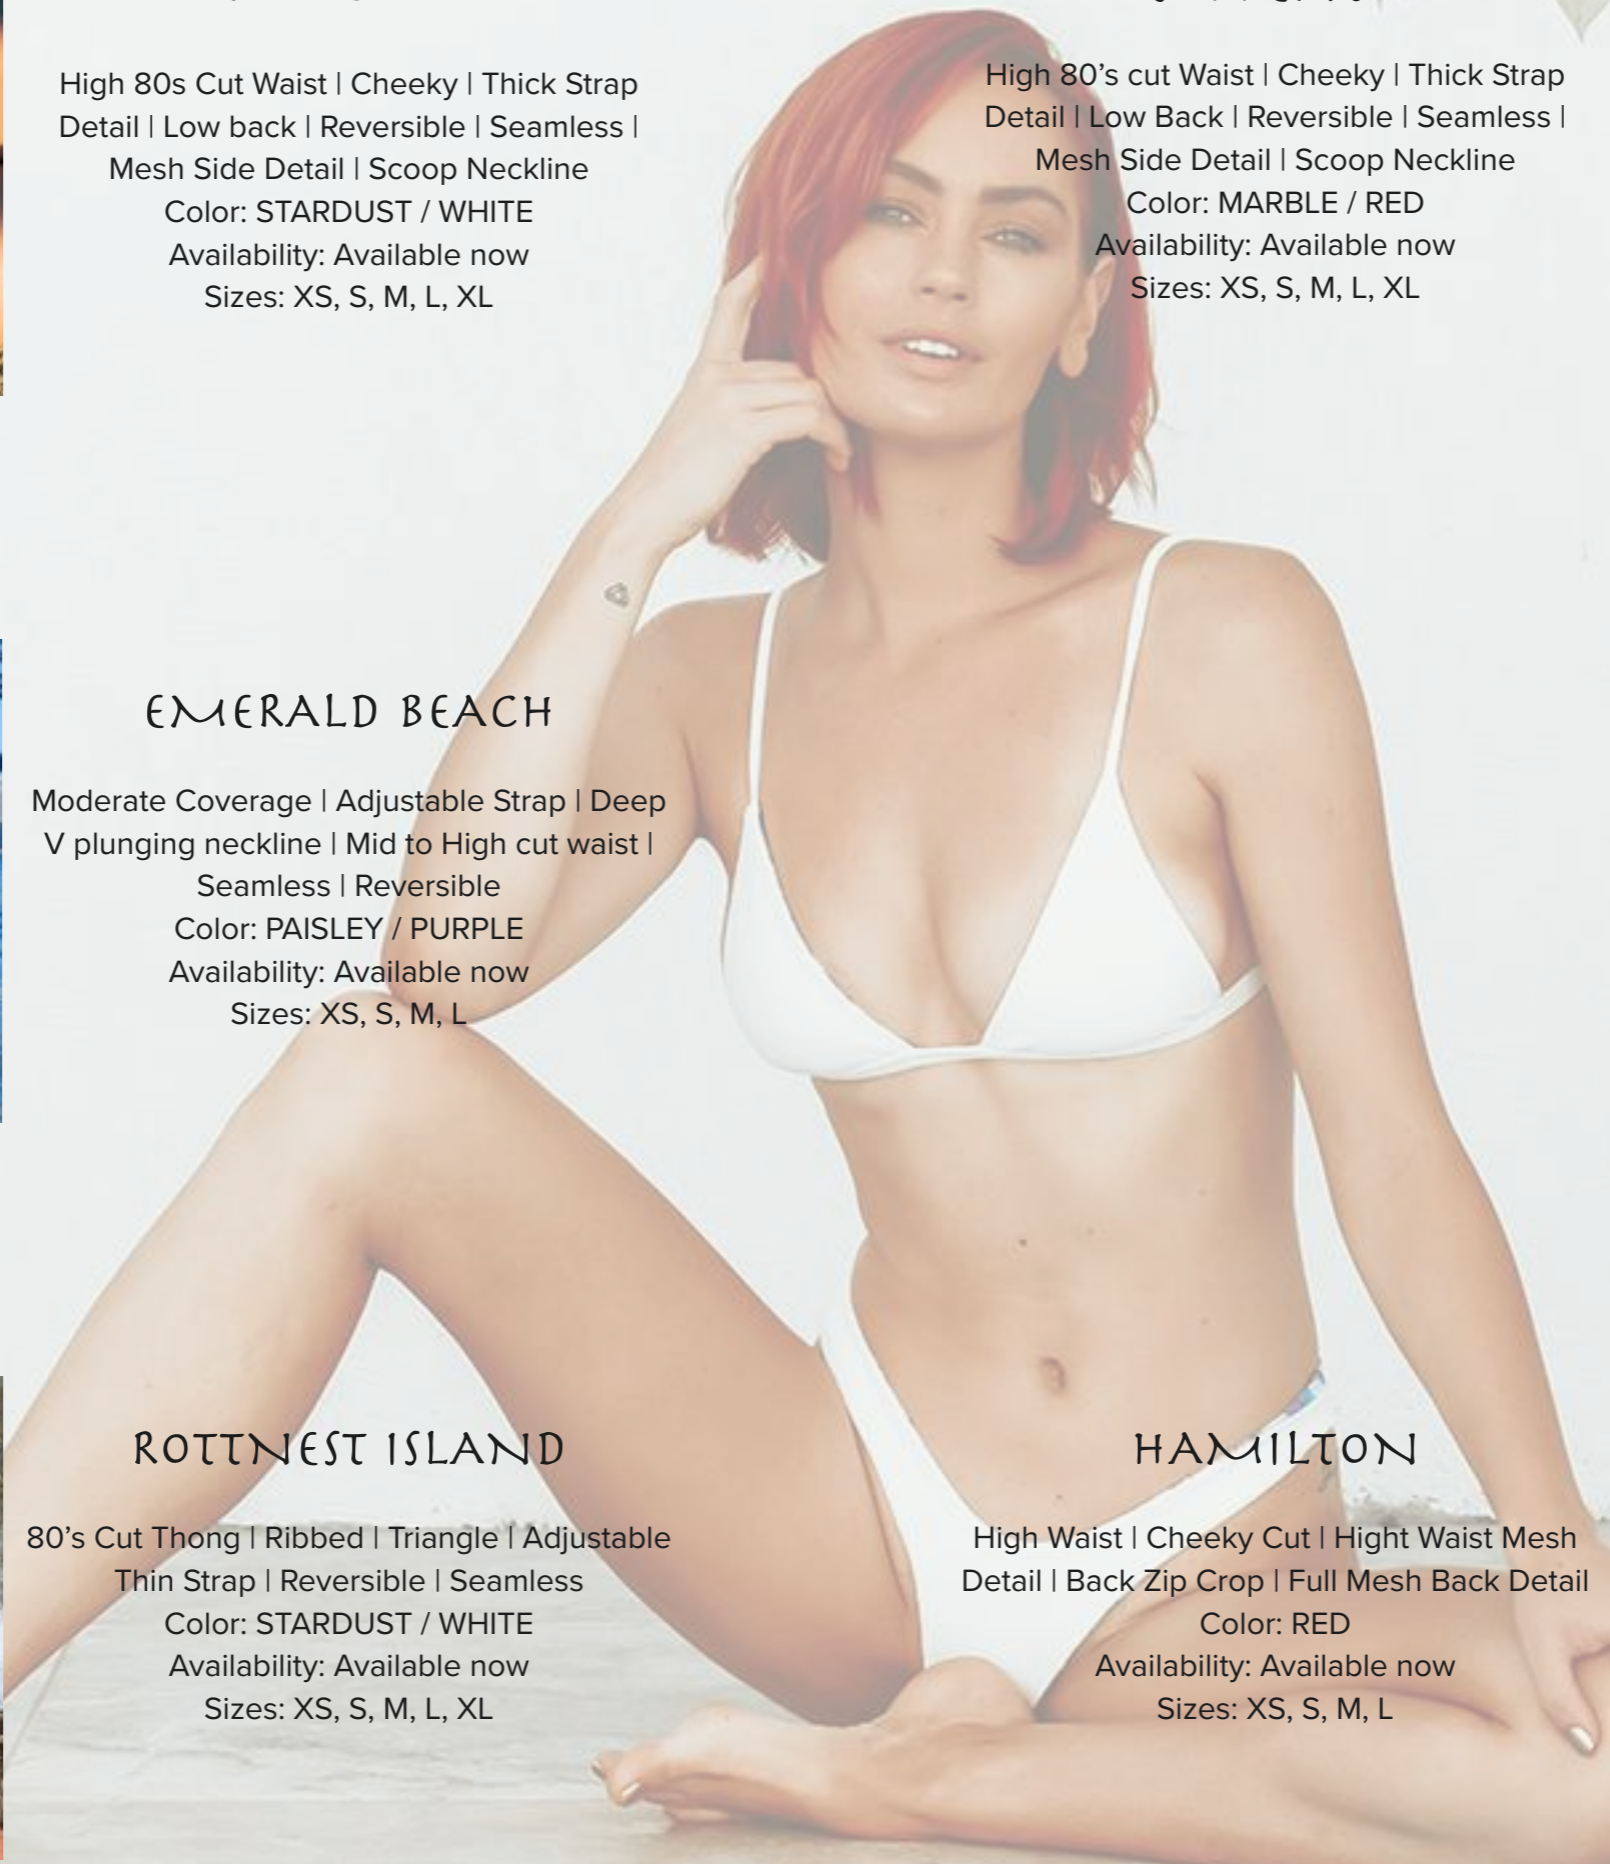 High 80s Cut Waist | Cheeky | Thick Strap
Detail | Low back | Reversible | Seamless |
Mesh Side Detail | Scoop Neckline
Color: STARDUST / WHITE
Availability: Available now
Sizes: XS, S, M, L, XL
High 80's cut Waist | Cheeky | Thick Strap
Detail | Low Back | Reversible | Seamless |
Mesh Side Detail | Scoop Neckline
Color: MARBLE / RED
Availability: Available now
Sizes: XS, S, M, L, XL
EMERALD BEACH
Moderate Coverage | Adjustable Strap | Deep
V plunging neckline | Mid to High cut waist |
Seamless | Reversible
Color: PAISLEY / PURPLE
Availability: Available now
Sizes: XS, S, M, L
ROTTNEST ISLAND
80's Cut Thong | Ribbed | Triangle | Adjustable
Thin Strap | Reversible | Seamless
Color: STARDUST / WHITE
Availability: Available now
Sizes: XS, S, M, L, XL
HAMILTON
High Waist | Cheeky Cut | Hight Waist Mesh
Detail | Back Zip Crop | Full Mesh Back Detail
Color: RED
Availability: Available now
Sizes: XS, S, M, L